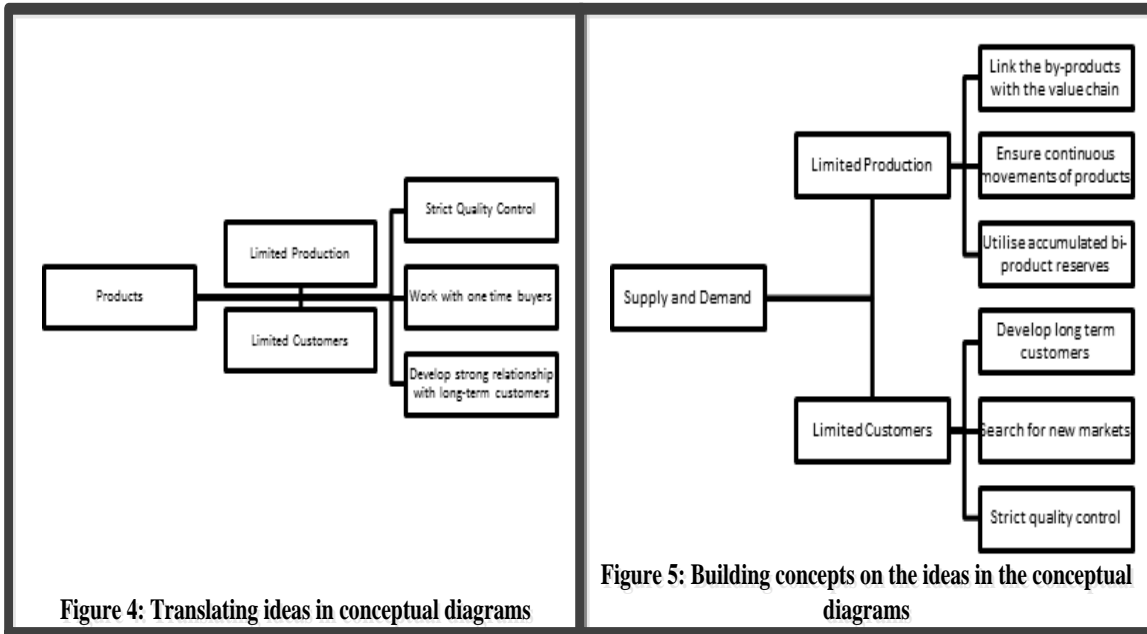 Products
Limited Production
Limited Customers
Strict Quality Control
Work with one time buyers
Develop strong relationship
with long-term customers
Figure 4: Translating ideas in conceptual diagrams
Supply and Demand
Limited Production
Link the by-products
with the value chain
Ensure continuous
movements of products
Utilise accumulated bi-
product reserves
Limited Customers
Develop long term
customers
Search for new markets
Strict quality control
Figure 5: Building concepts on the ideas in the conceptual
diagrams